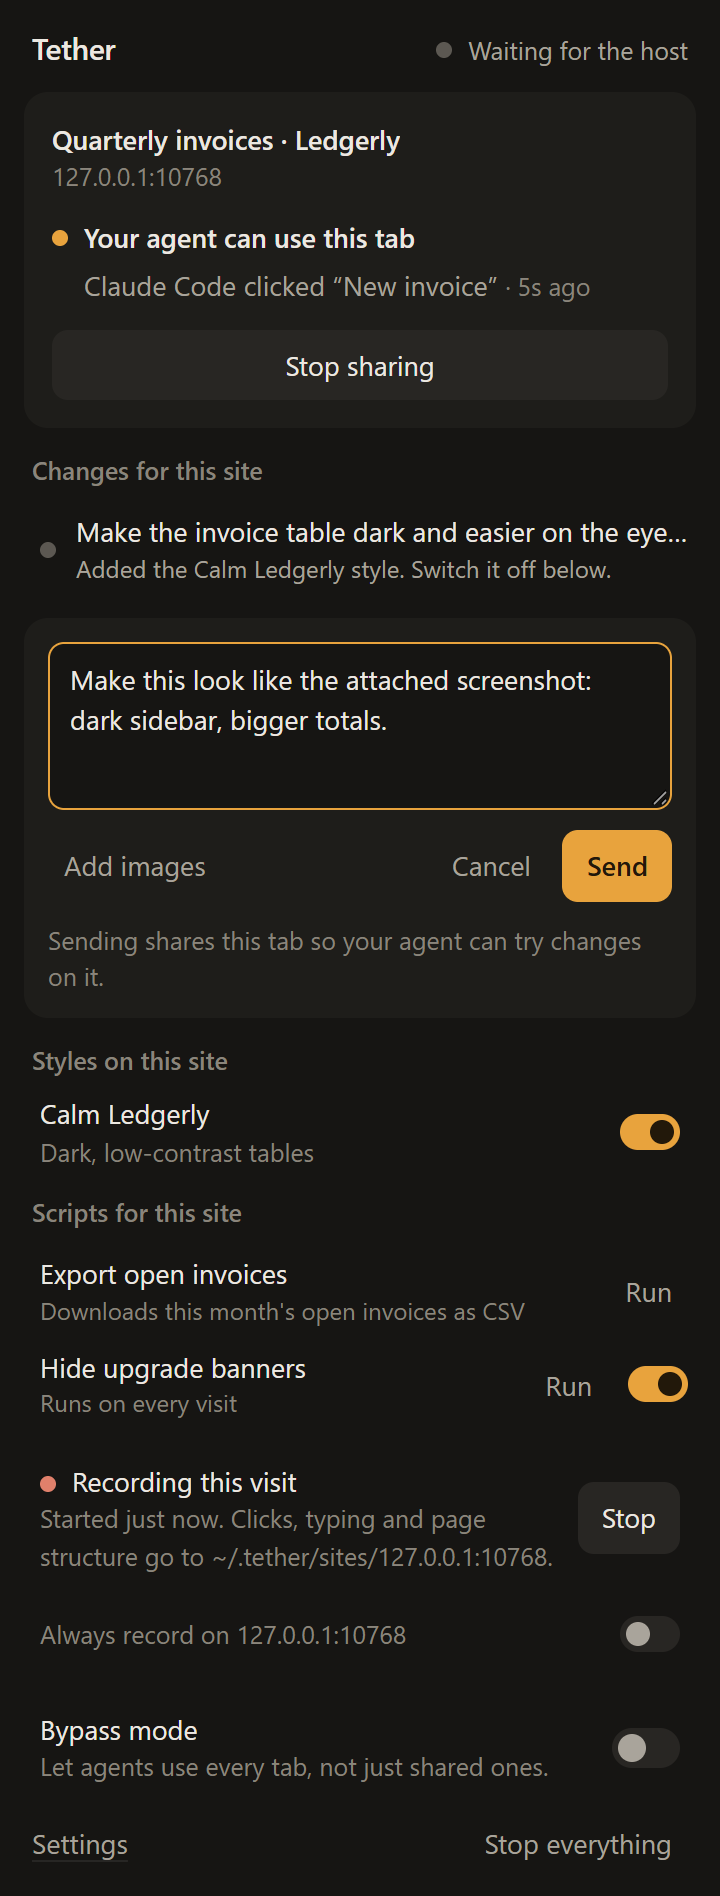 Tether
Waiting for the host
Quarterly invoices · Ledgerly
127.0.0.1:10768
Your agent can use this tab
Claude Code clicked “New invoice” · 5s ago
Stop sharing
Changes for this site
Make the invoice table dark and easier on the eye...
Added the Calm Ledgerly style. Switch it off below.
Make this look like the attached screenshot:
dark sidebar, bigger totals.
Add images
Cancel
Send
Sending shares this tab so your agent can try changes
on it.
Styles on this site
Calm Ledgerly
Dark, low-contrast tables
Scripts for this site
Export open invoices
Downloads this month's open invoices as CSV
Run
Hide upgrade banners
Runs on every visit
Run
Recording this visit
Started just now. Clicks, typing and page
structure go to ~/.tether/sites/127.0.0.1:10768.
Stop
Always record on 127.0.0.1:10768
Bypass mode
Let agents use every tab, not just shared ones.
Settings
Stop everything